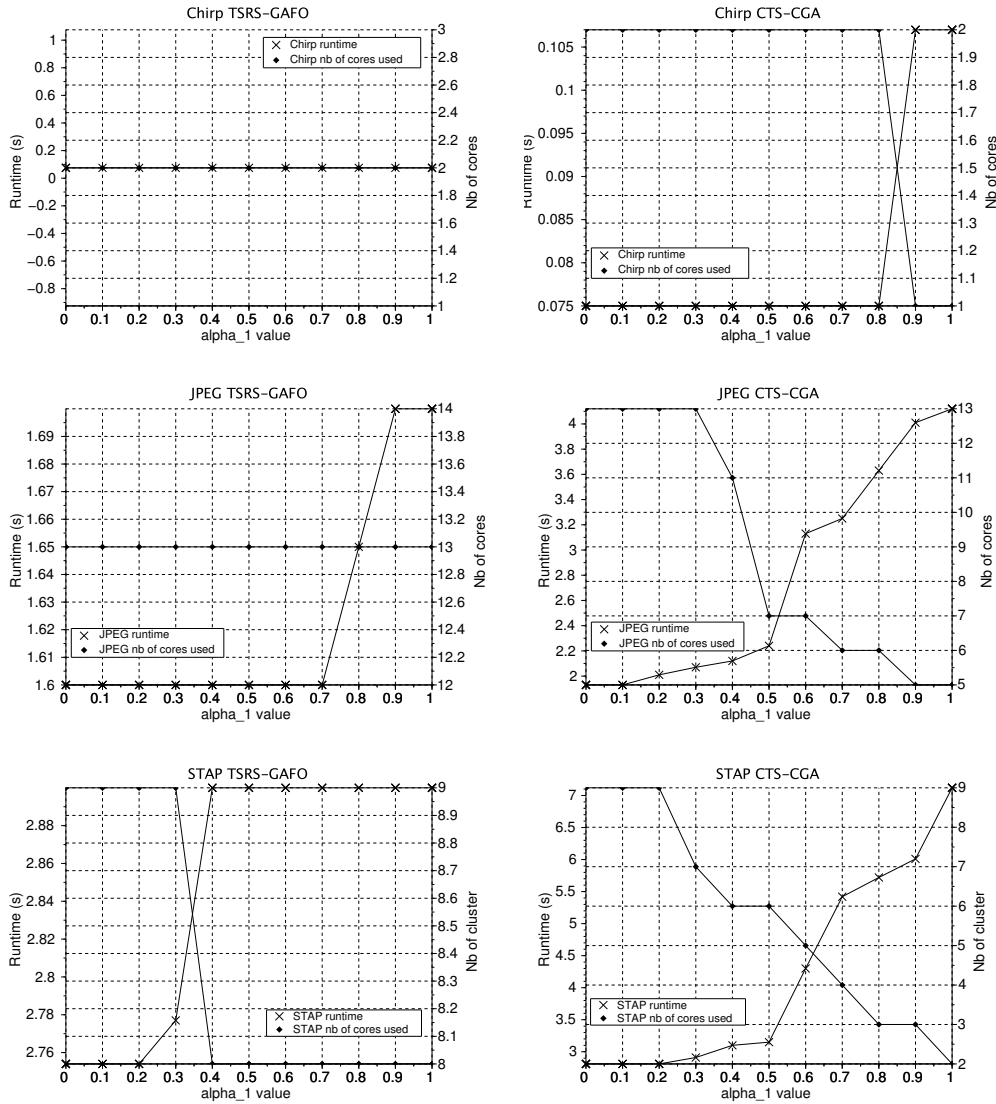 Chirp TSRS-GAFO
1
0.8
0.6
0.4
0.2
0
−0.2
−0.4
−0.6
−0.8
Runtime (s)
Chirp runtime
Chirp nb of cores used
3
2.8
2.6
2.4
2.2
2
1.8
1.6
1.4
1.2
1
Nb of cores
0 0.1 0.2 0.3 0.4 0.5 0.6 0.7 0.8 0.9 1
alpha_1 value
Chirp CTS-CGA
0.105
0.1
0.095
0.09
0.085
0.08
0.075
Runtime (s)
Chirp runtime
Chirp nb of cores used
2
1.9
1.8
1.7
1.6
1.5
1.4
1.3
1.2
1.1
1
Nb of cores
0 0.1 0.2 0.3 0.4 0.5 0.6 0.7 0.8 0.9 1
alpha_1 value
JPEG TSRS-GAFO
1.69
1.68
1.67
1.66
1.65
1.64
1.63
1.62
1.61
1.6
Runtime (s)
JPEG runtime
JPEG nb of cores used
14
13.8
13.6
13.4
13.2
13
12.8
12.6
12.4
12.2
12
Nb of cores
0 0.1 0.2 0.3 0.4 0.5 0.6 0.7 0.8 0.9 1
alpha_1 value
JPEG CTS-CGA
4
3.8
3.6
3.4
3.2
3
2.8
2.6
2.4
2.2
2
Runtime (s)
JPEG runtime
JPEG nb of cores used
13
12
11
10
9
8
7
6
5
Nb of cores
0 0.1 0.2 0.3 0.4 0.5 0.6 0.7 0.8 0.9 1
alpha_1 value
STAP TSRS-GAFO
2.88
2.86
2.84
2.82
2.8
2.78
2.76
Runtime (s)
STAP runtime
STAP nb of cores used
9
8.9
8.8
8.7
8.6
8.5
8.4
8.3
8.2
8.1
8
Nb of cluster
0 0.1 0.2 0.3 0.4 0.5 0.6 0.7 0.8 0.9 1
alpha_1 value
STAP CTS-CGA
7
6.5
6
5.5
5
4.5
4
3.5
3
Runtime (s)
STAP runtime
STAP nb of cores used
9
8
7
6
5
4
3
2
Nb of cluster
0 0.1 0.2 0.3 0.4 0.5 0.6 0.7 0.8 0.9 1
alpha_1 value